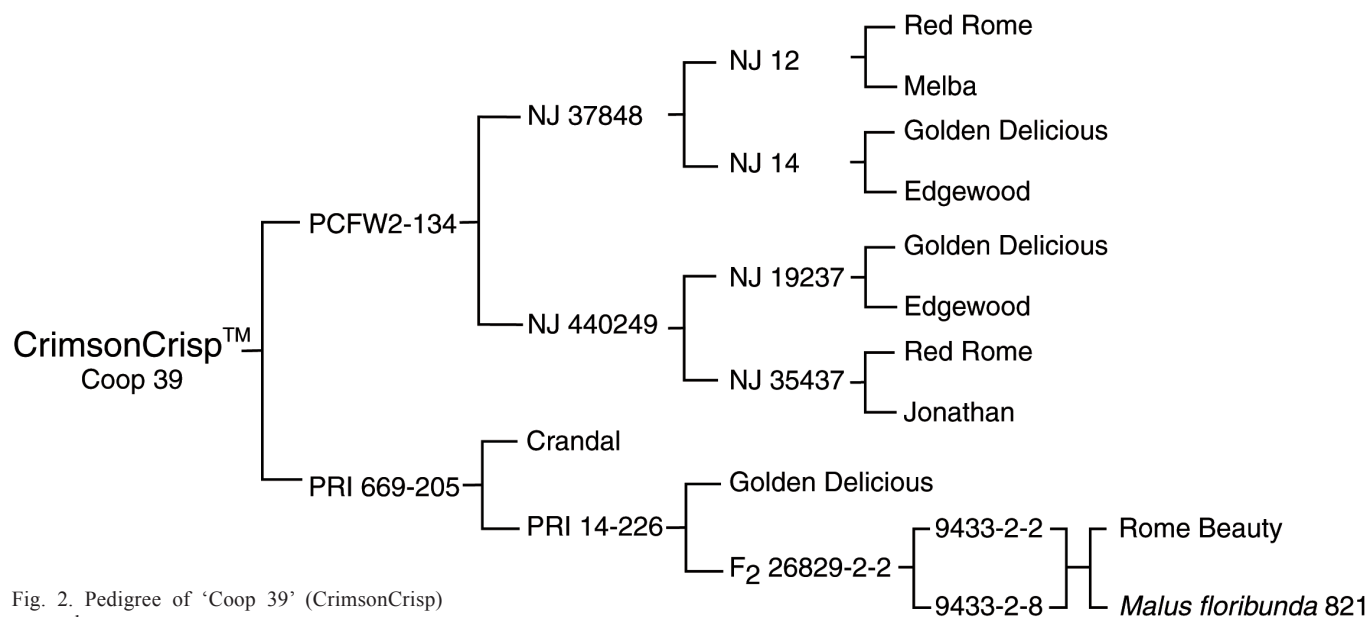 Red Rome
NJ 12
Melba
NJ 37848
Golden Delicious
NJ 14
Edgewood
PCFW2-134
Golden Delicious
NJ 19237
Edgewood
NJ 440249
Red Rome
NJ 35437
Jonathan
CrimsonCrisp™
Coop 39
Crandal
PRI 669-205
Golden Delicious
PRI 14-226
9433-2-2
Rome Beauty
F₂ 26829-2-2
9433-2-8
Malus floribunda 821
Fig. 2. Pedigree of ‘Coop 39’ (CrimsonCrisp)